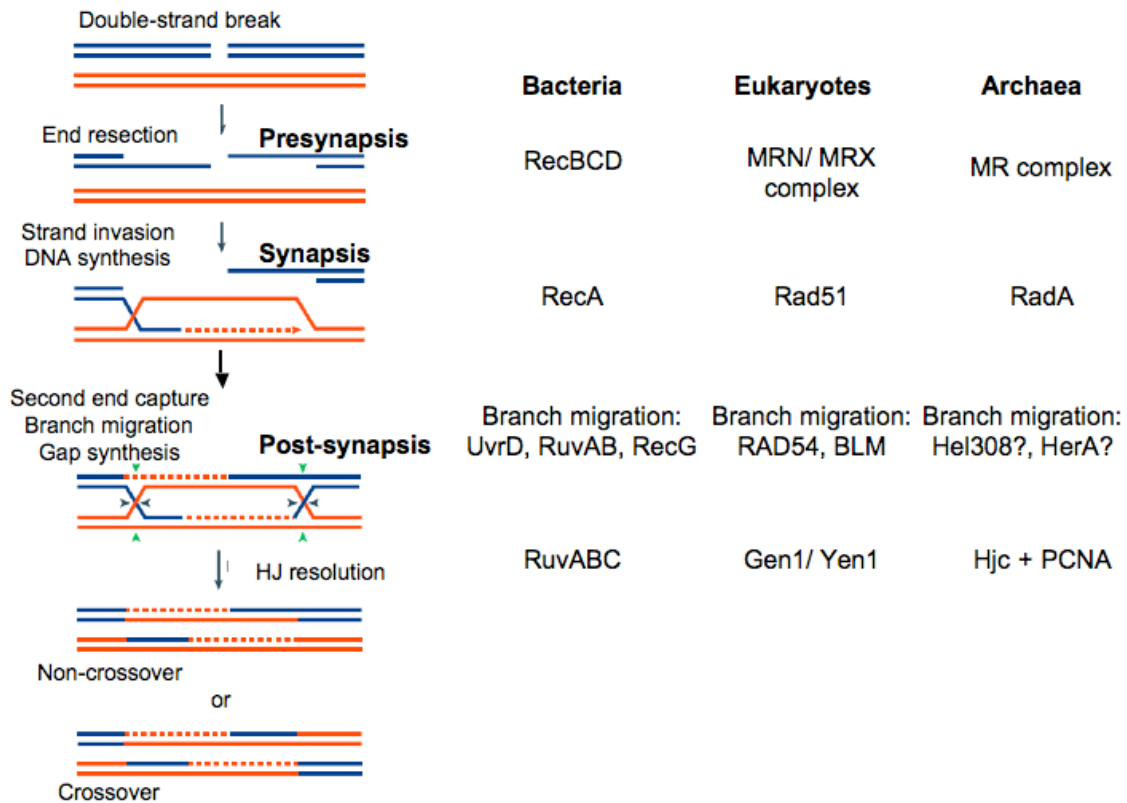 Double-strand break
Bacteria
Eukaryotes
Archaea
End resection
Presynapsis
RecBCD
MRN/ MRX
complex
MR complex
Strand invasion
DNA synthesis
Synapsis
RecA
Rad51
RadA
Second end capture
Branch migration
Gap synthesis
Post-synapsis
Branch migration:
UvrD, RuvAB, RecG
Branch migration:
RAD54, BLM
Branch migration:
Hel308?, HerA?
HJ resolution
RuvABC
Gen1/ Yen1
Hjc + PCNA
Non-crossover
or
Crossover